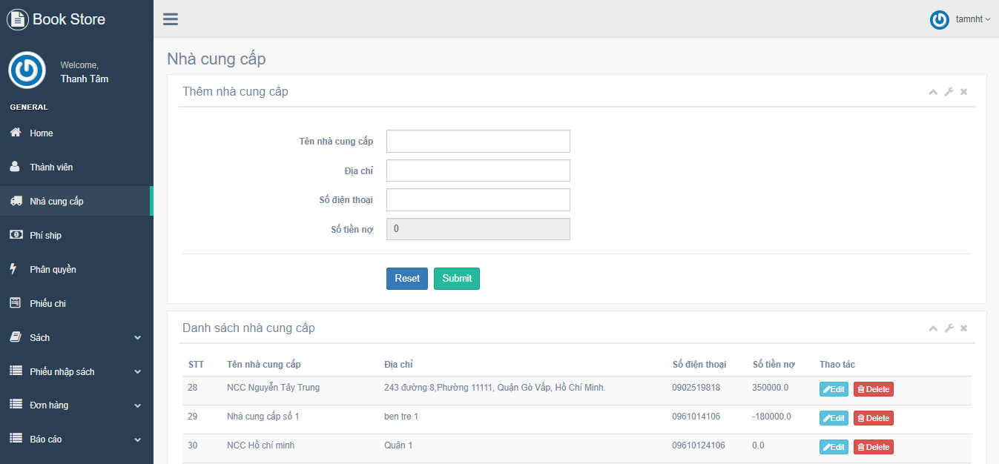 Book Store
tamnht
Welcome,
Thanh Tâm
GENERAL
Home
Thành viên
Nhà cung cấp
Phí ship
Phân quyền
Phiếu chi
Sách
Phiếu nhập sách
Đơn hàng
Báo cáo
Nhà cung cấp
Thêm nhà cung cấp
Tên nhà cung cấp
Địa chỉ
Số điện thoại
Số tiền nợ 0
Reset Submit
Danh sách nhà cung cấp
STT Tên nhà cung cấp Địa chỉ Số điện thoại Số tiền nợ Thao tác
28 NCC Nguyễn Tây Trung 243 đường 8,Phường 11111, Quận Gò Vấp, Hồ Chí Minh. 0902519818 350000.0 Edit Delete
29 Nhà cung cấp số 1 ben tre 1 0961014106 -180000.0 Edit Delete
30 NCC Hồ chí minh Quận 1 09610124106 0.0 Edit Delete